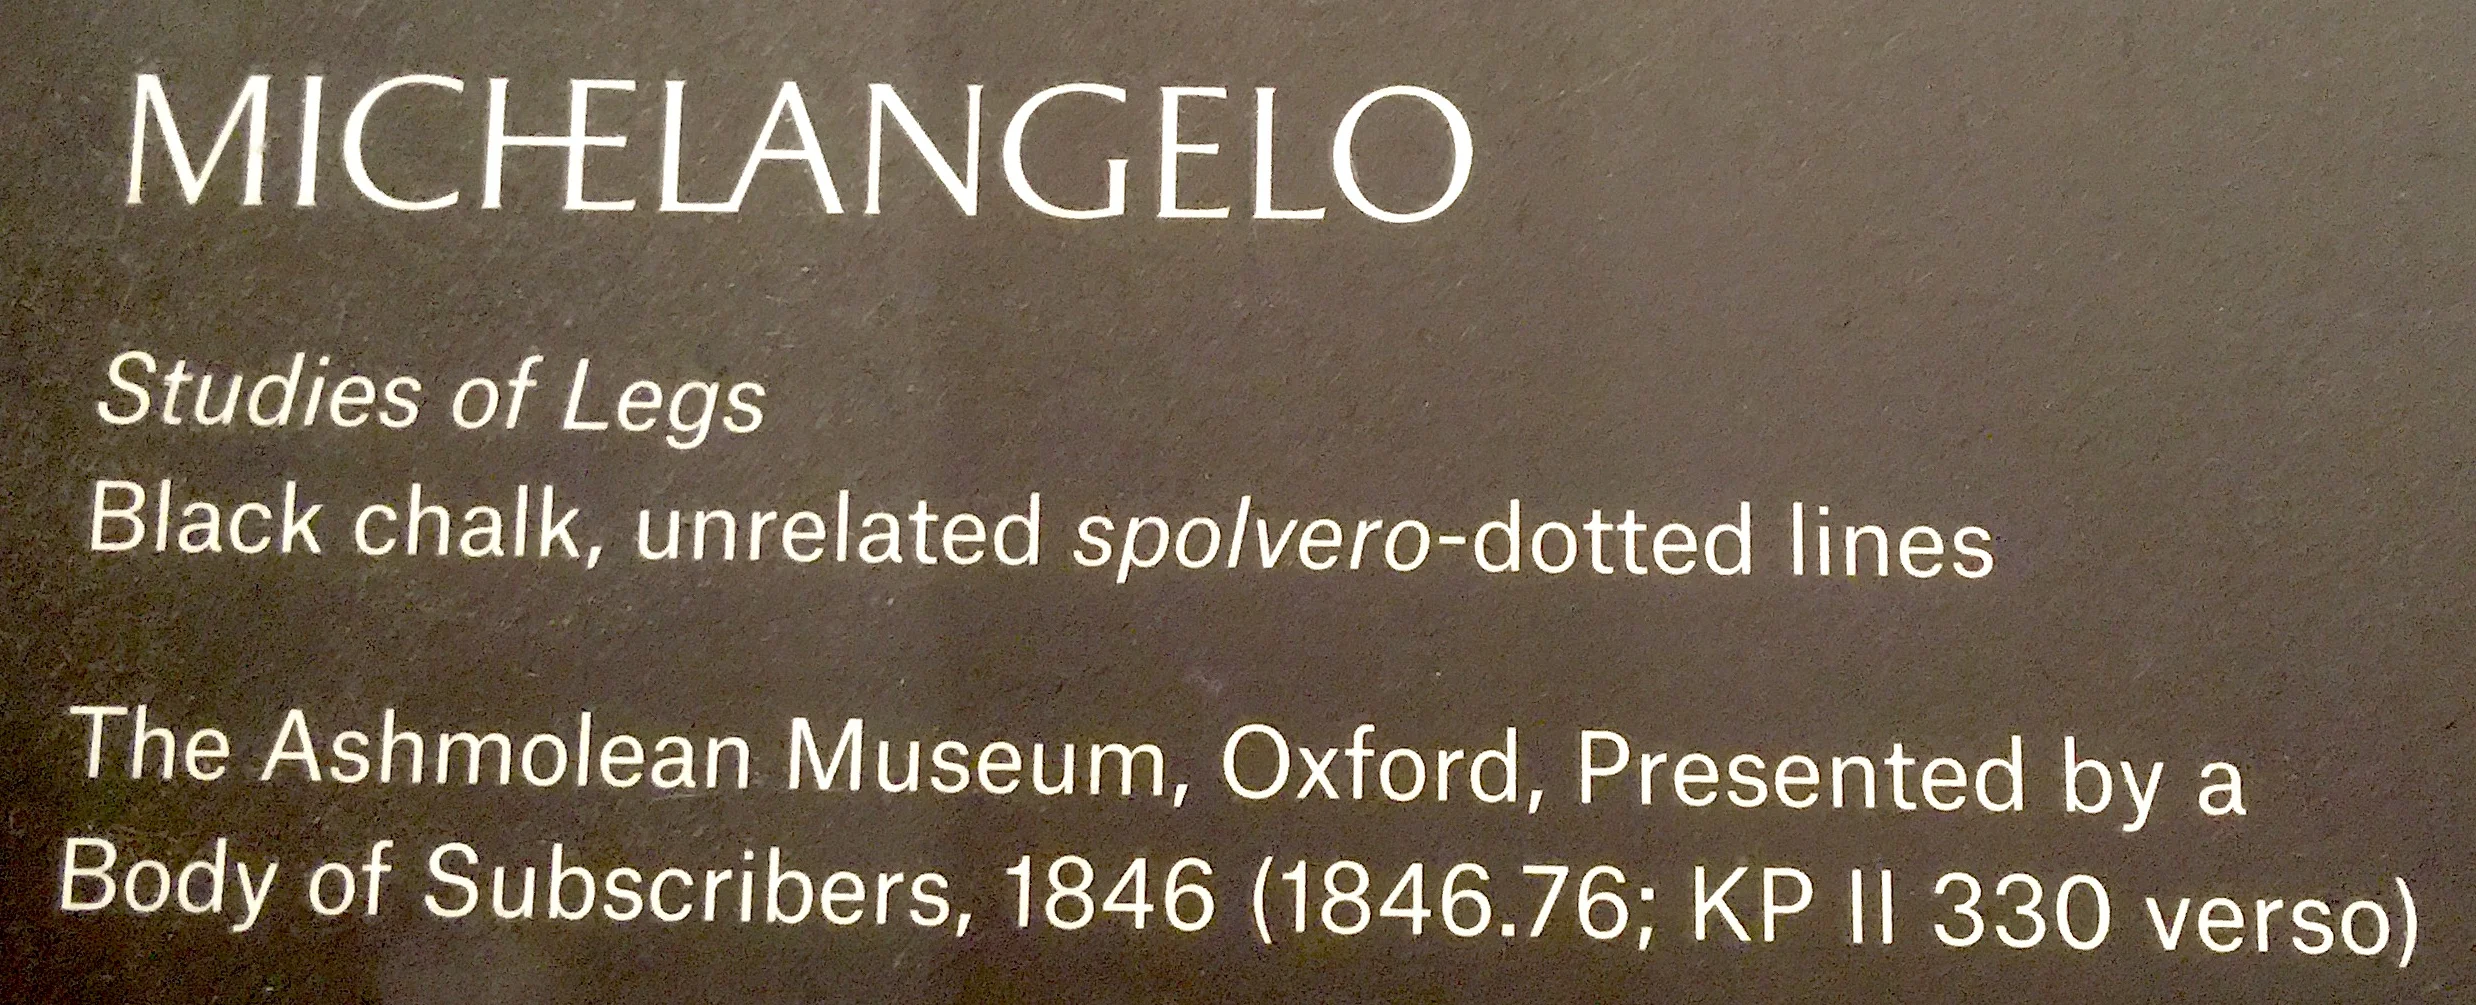 MICHELANGELO
Studies of Legs
Black chalk, unrelated spolvero-dotted lines
The Ashmolean Museum, Oxford, Presented by a
Body of Subscribers, 1846 (1846.76; KP II 330 verso)